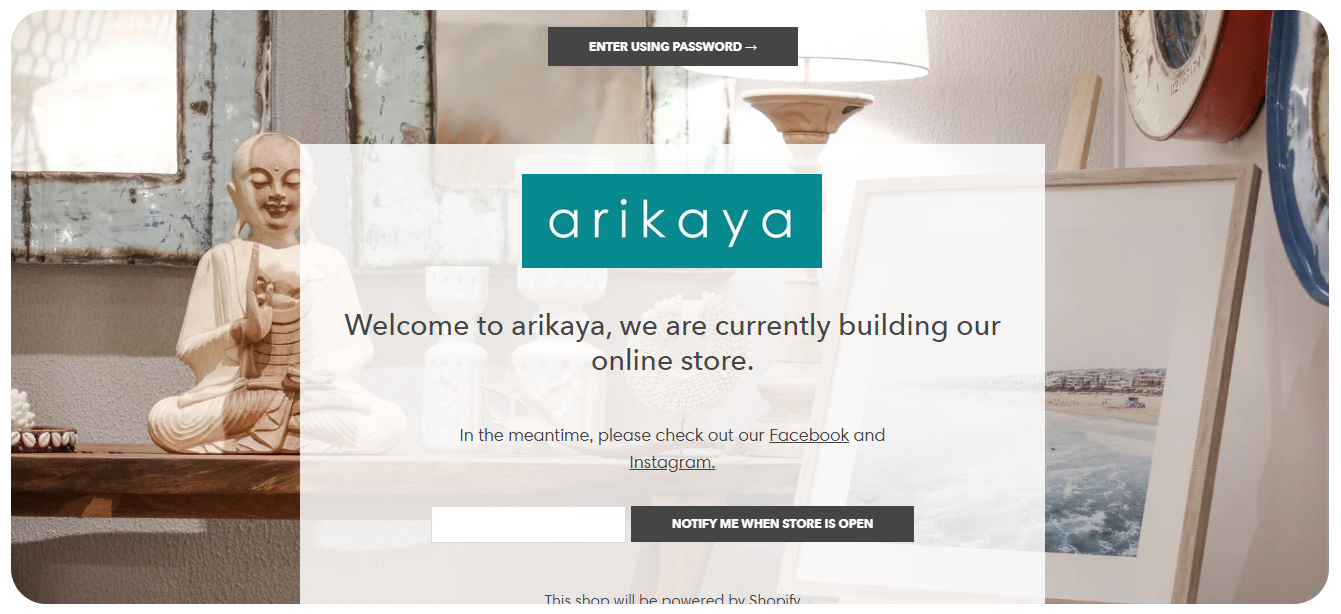 ENTER USING PASSWORD →
arikaya
Welcome to arikaya, we are currently building our
online store.
In the meantime, please check out our Facebook and
Instagram.
NOTIFY ME WHEN STORE IS OPEN
This shop will be powered by Shopify